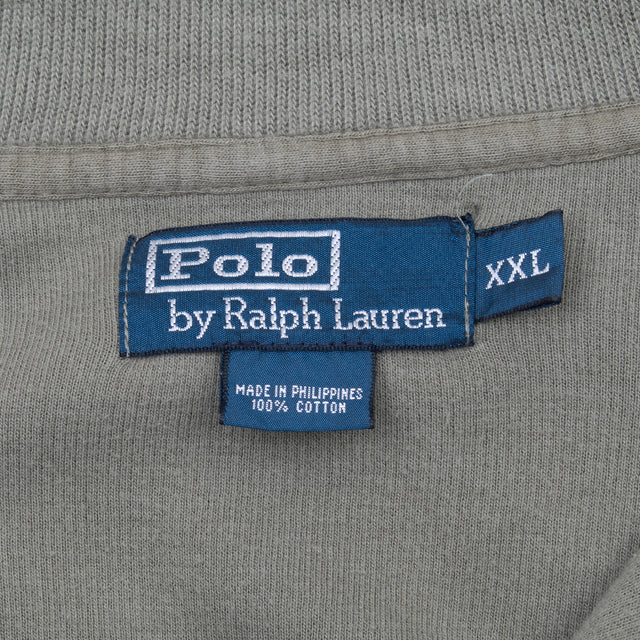 Polo
by Ralph Lauren
XXL
MADE IN PHILIPPINES
100% COTTON